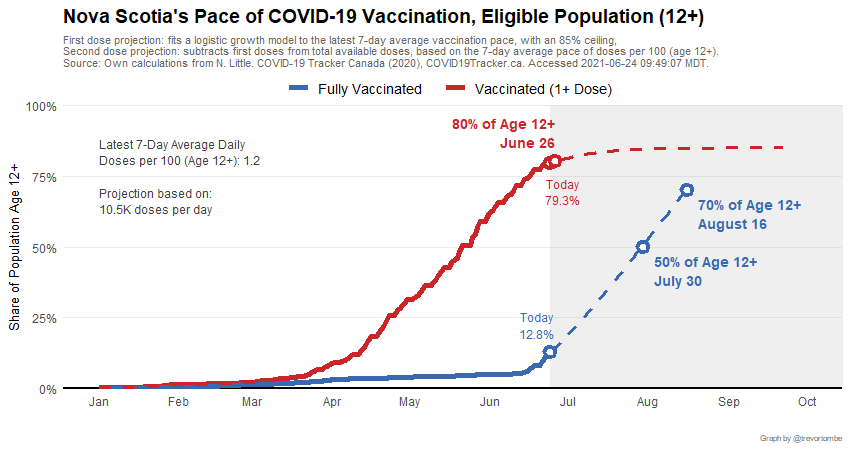 Nova Scotia's Pace of COVID-19 Vaccination, Eligible Population (12+)
First dose projection: fits a logistic growth model to the latest 7-day average vaccination pace, with an 85% ceiling,
Second dose projection: subtracts first doses from total available doses, based on the 7-day average pace of doses per 100 (age 12+).
Source: Own calculations from N. Little. COVID-19 Tracker Canada (2020), COVID19Tracker.ca. Accessed 2021-06-24 09:49:07 MDT.
Fully Vaccinated
Vaccinated (1+ Dose)
Share of Population Age 12+
100%
75%
50%
25%
0%
Latest 7-Day Average Daily
Doses per 100 (Age 12+): 1.2
Projection based on:
10.5K doses per day
80% of Age 12+
June 26
Today
79.3%
70% of Age 12+
August 16
50% of Age 12+
July 30
Today
12.8%
Jan
Feb
Mar
Apr
May
Jun
Jul
Aug
Sep
Oct
Graph by @trevortombe